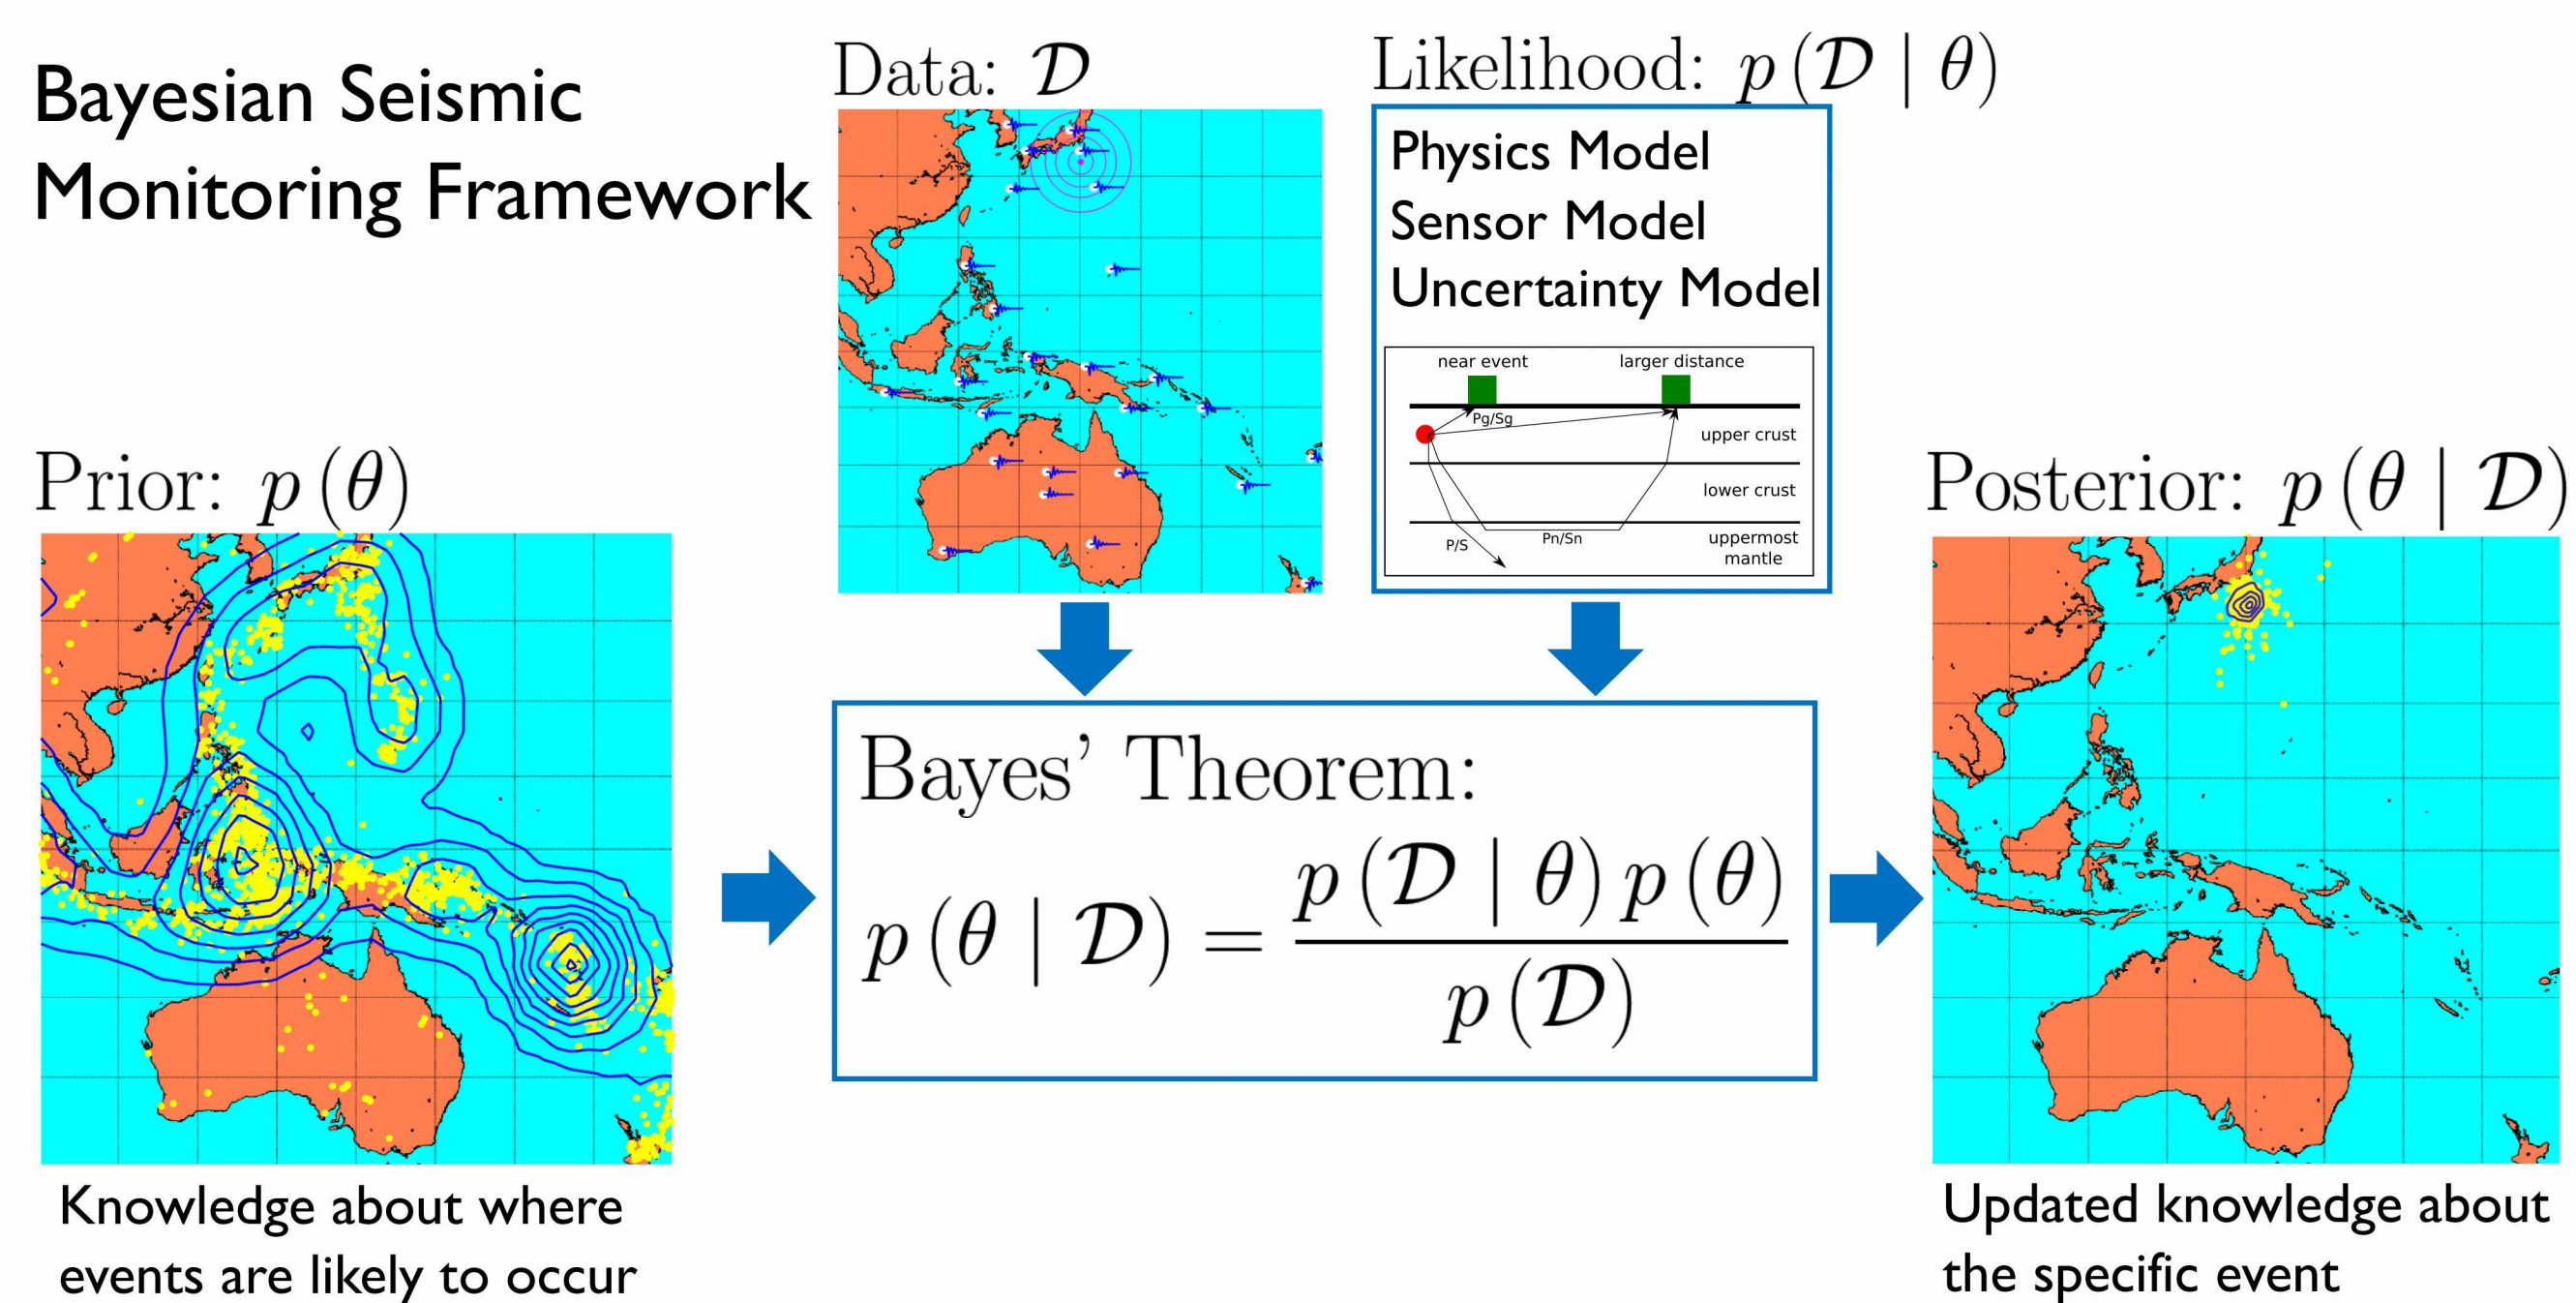 Bayesian Seismic
Monitoring Framework
Data: 𝒟
Likelihood: p (𝒟 | θ)
Physics Model
Sensor Model
Uncertainty Model
near event
larger distance
Pg/Sg
upper crust
lower crust
P/S
Pn/Sn
uppermost
mantle
Prior: p (θ)
Knowledge about where
events are likely to occur
Bayes’ Theorem:
p (θ | 𝒟) = p (𝒟 | θ) p (θ)
p (𝒟)
Posterior: p (θ | 𝒟)
Updated knowledge about
the specific event